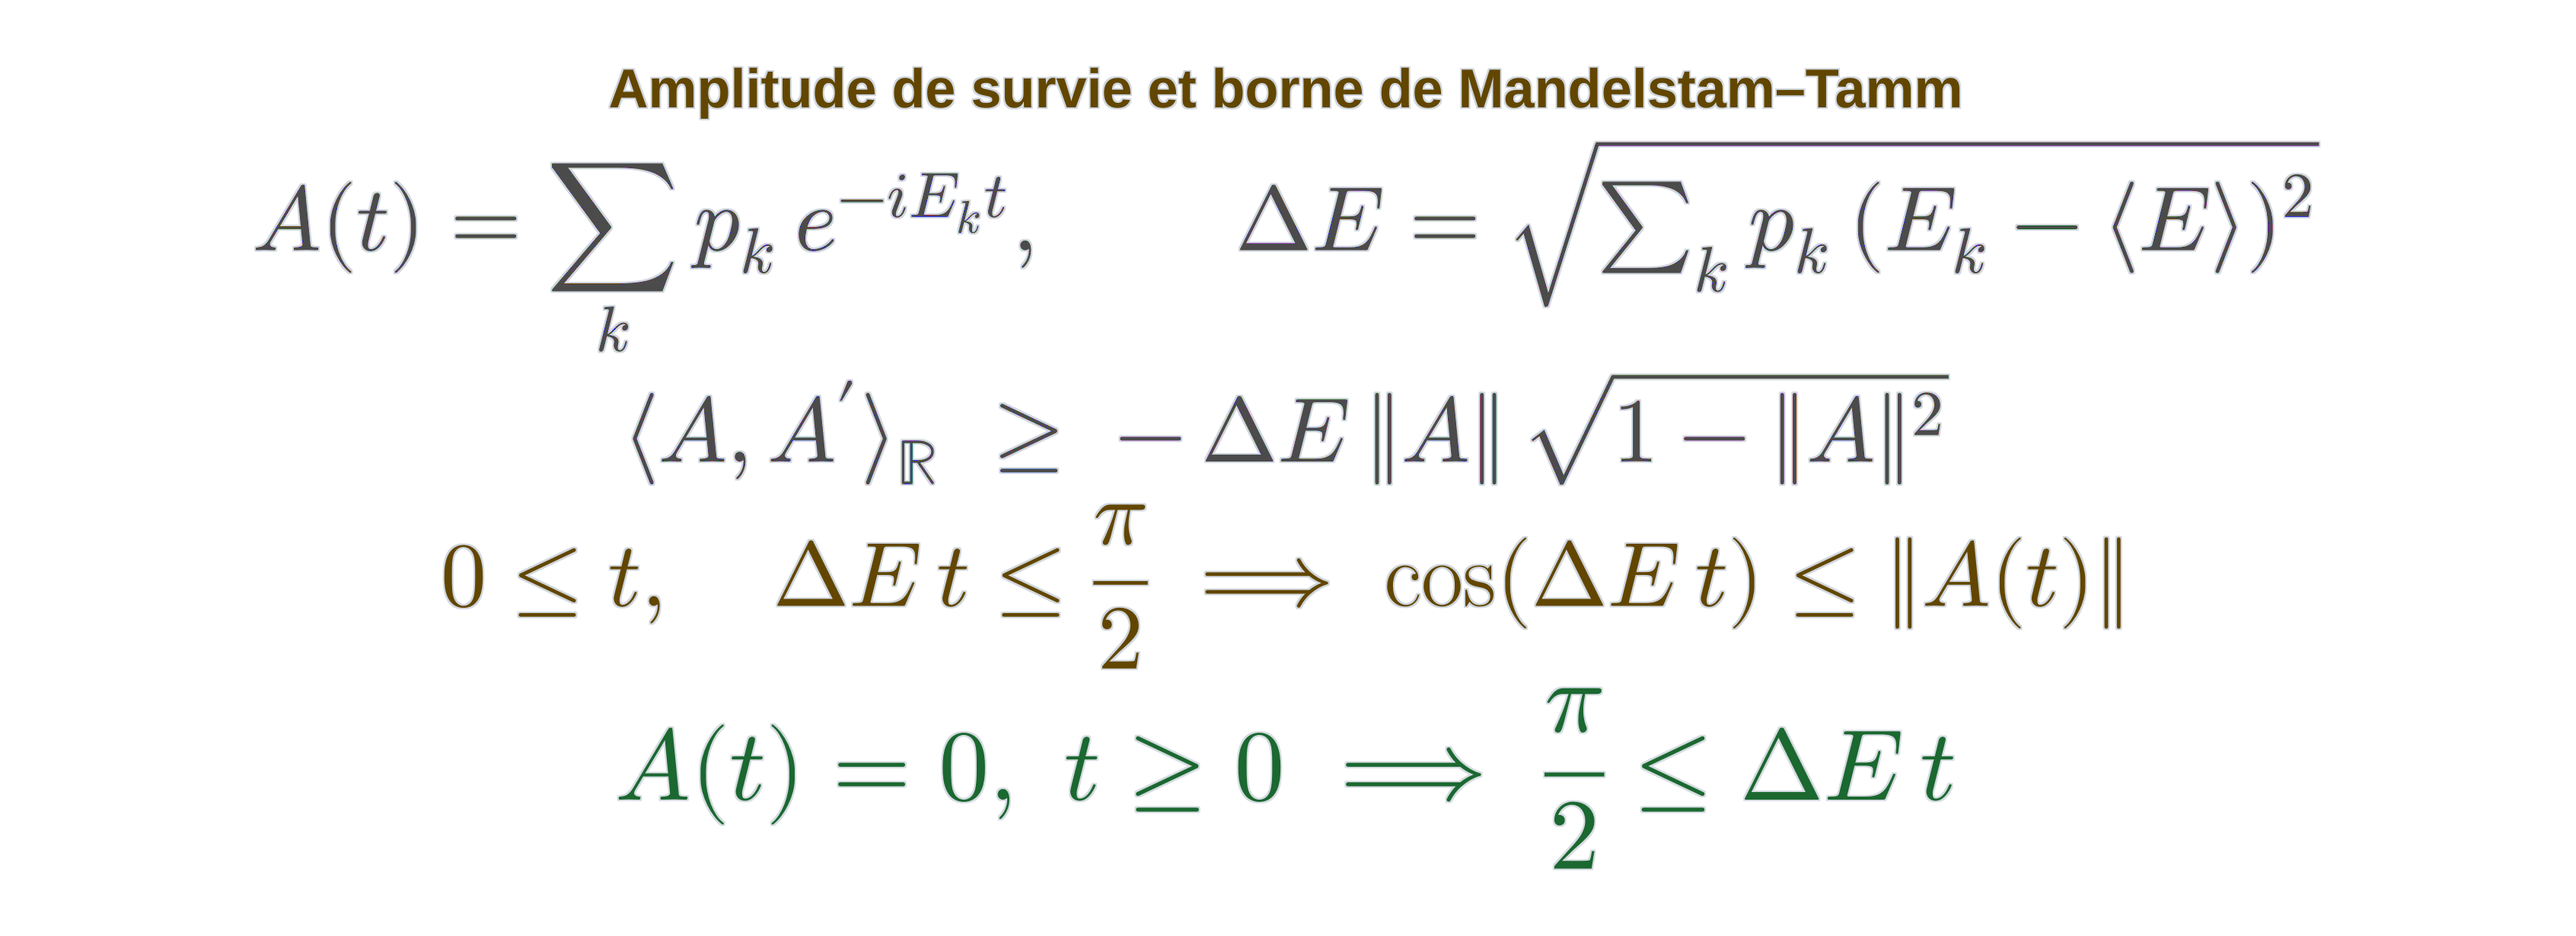 Amplitude de survie et borne de Mandelstam–Tamm
A(t) = ∑_k p_k e^{−iE_k t}, ΔE = √(∑_k p_k (E_k − ⟨E⟩)²)
⟨A, A′⟩_ℝ ≥ −ΔE ‖A‖ √(1 − ‖A‖²)
0 ≤ t, ΔE t ≤ π/2 ⟹ cos(ΔE t) ≤ ‖A(t)‖
A(t) = 0, t ≥ 0 ⟹ π/2 ≤ ΔE t